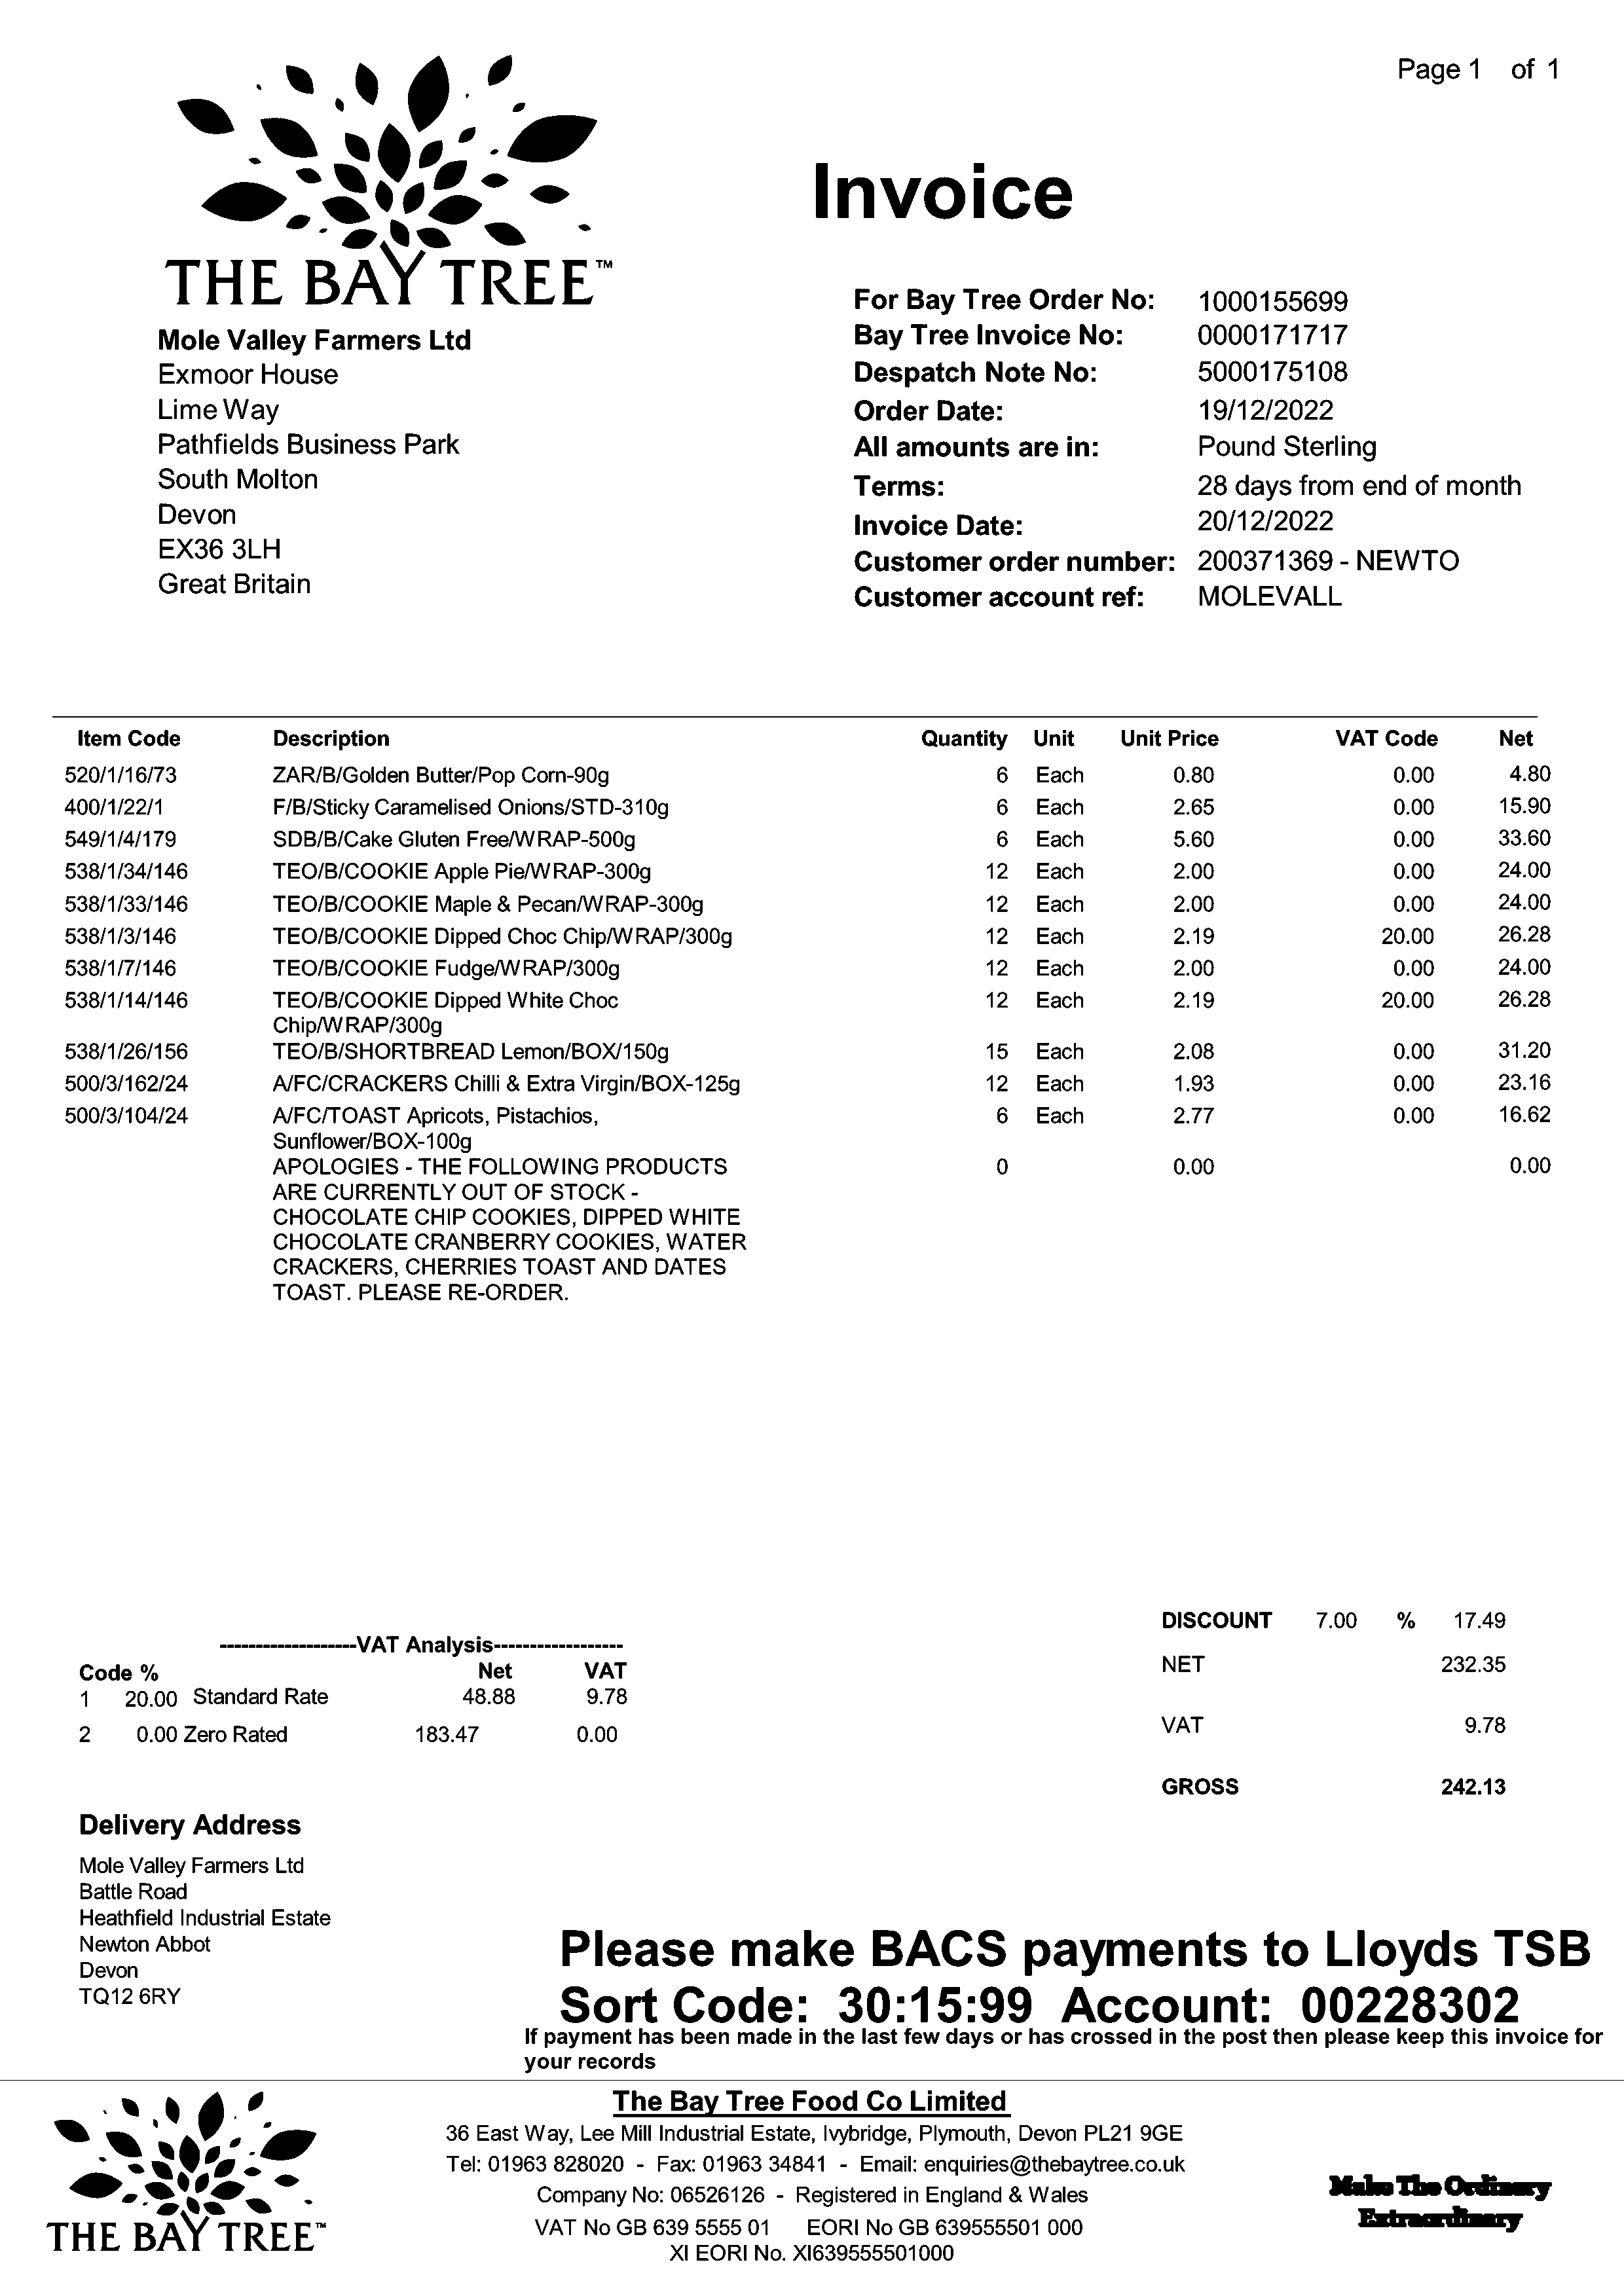 Page 1 of 1
THE BAY TREE™
Invoice
Mole Valley Farmers Ltd
Exmoor House
Lime Way
Pathfields Business Park
South Molton
Devon
EX36 3LH
Great Britain
For Bay Tree Order No: 1000155699
Bay Tree Invoice No: 0000171717
Despatch Note No: 5000175108
Order Date: 19/12/2022
All amounts are in: Pound Sterling
Terms: 28 days from end of month
Invoice Date: 20/12/2022
Customer order number: 200371369 - NEWTO
Customer account ref: MOLEVALL
Item Code Description Quantity Unit Unit Price VAT Code Net
520/1/16/73 ZAR/B/Golden Butter/Pop Corn-90g 6 Each 0.80 0.00 4.80
400/1/22/1 F/B/Sticky Caramelised Onions/STD-310g 6 Each 2.65 0.00 15.90
549/1/4/179 SDB/B/Cake Gluten Free/WRAP-500g 6 Each 5.60 0.00 33.60
538/1/34/146 TEO/B/COOKIE Apple Pie/WRAP-300g 12 Each 2.00 0.00 24.00
538/1/33/146 TEO/B/COOKIE Maple & Pecan/WRAP-300g 12 Each 2.00 0.00 24.00
538/1/3/146 TEO/B/COOKIE Dipped Choc Chip/WRAP/300g 12 Each 2.19 20.00 26.28
538/1/7/146 TEO/B/COOKIE Fudge/WRAP/300g 12 Each 2.00 0.00 24.00
538/1/14/146 TEO/B/COOKIE Dipped White Choc 12 Each 2.19 20.00 26.28
Chip/WRAP/300g
538/1/26/156 TEO/B/SHORTBREAD Lemon/BOX/150g 15 Each 2.08 0.00 31.20
500/3/162/24 A/FC/CRACKERS Chilli & Extra Virgin/BOX-125g 12 Each 1.93 0.00 23.16
500/3/104/24 A/FC/TOAST Apricots, Pistachios, 6 Each 2.77 0.00 16.62
Sunflower/BOX-100g
APOLOGIES - THE FOLLOWING PRODUCTS 0 0.00 0.00
ARE CURRENTLY OUT OF STOCK -
CHOCOLATE CHIP COOKIES, DIPPED WHITE
CHOCOLATE CRANBERRY COOKIES, WATER
CRACKERS, CHERRIES TOAST AND DATES
TOAST. PLEASE RE-ORDER.
DISCOUNT 7.00 % 17.49
NET 232.35
VAT 9.78
GROSS 242.13
-------------------VAT Analysis------------------
Code % Net VAT
1 20.00 Standard Rate 48.88 9.78
2 0.00 Zero Rated 183.47 0.00
Delivery Address
Mole Valley Farmers Ltd
Battle Road
Heathfield Industrial Estate
Newton Abbot
Devon
TQ12 6RY
Please make BACS payments to Lloyds TSB
Sort Code: 30:15:99 Account: 00228302
If payment has been made in the last few days or has crossed in the post then please keep this invoice for
your records
The Bay Tree Food Co Limited
36 East Way, Lee Mill Industrial Estate, Ivybridge, Plymouth, Devon PL21 9GE
Tel: 01963 828020 - Fax: 01963 34841 - Email: enquiries@thebaytree.co.uk
Company No: 06526126 - Registered in England & Wales
VAT No GB 639 5555 01 EORI No GB 639555501 000
XI EORI No. XI639555501000
THE BAY TREE™
Make The Ordinary
Extraordinary